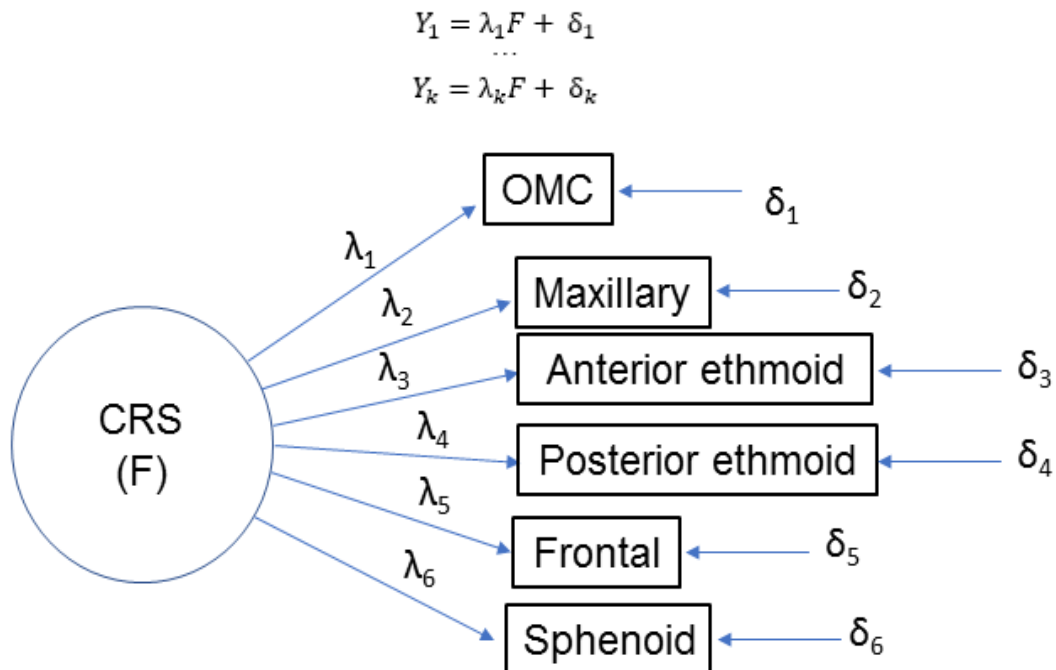 Y₁ = λ₁F + δ₁
...
Yₖ = λₖF + δₖ
OMC
δ₁
λ₁
Maxillary
δ₂
λ₂
Anterior ethmoid
δ₃
λ₃
CRS
(F)
λ₄
Posterior ethmoid
δ₄
λ₅
Frontal
δ₅
λ₆
Sphenoid
δ₆